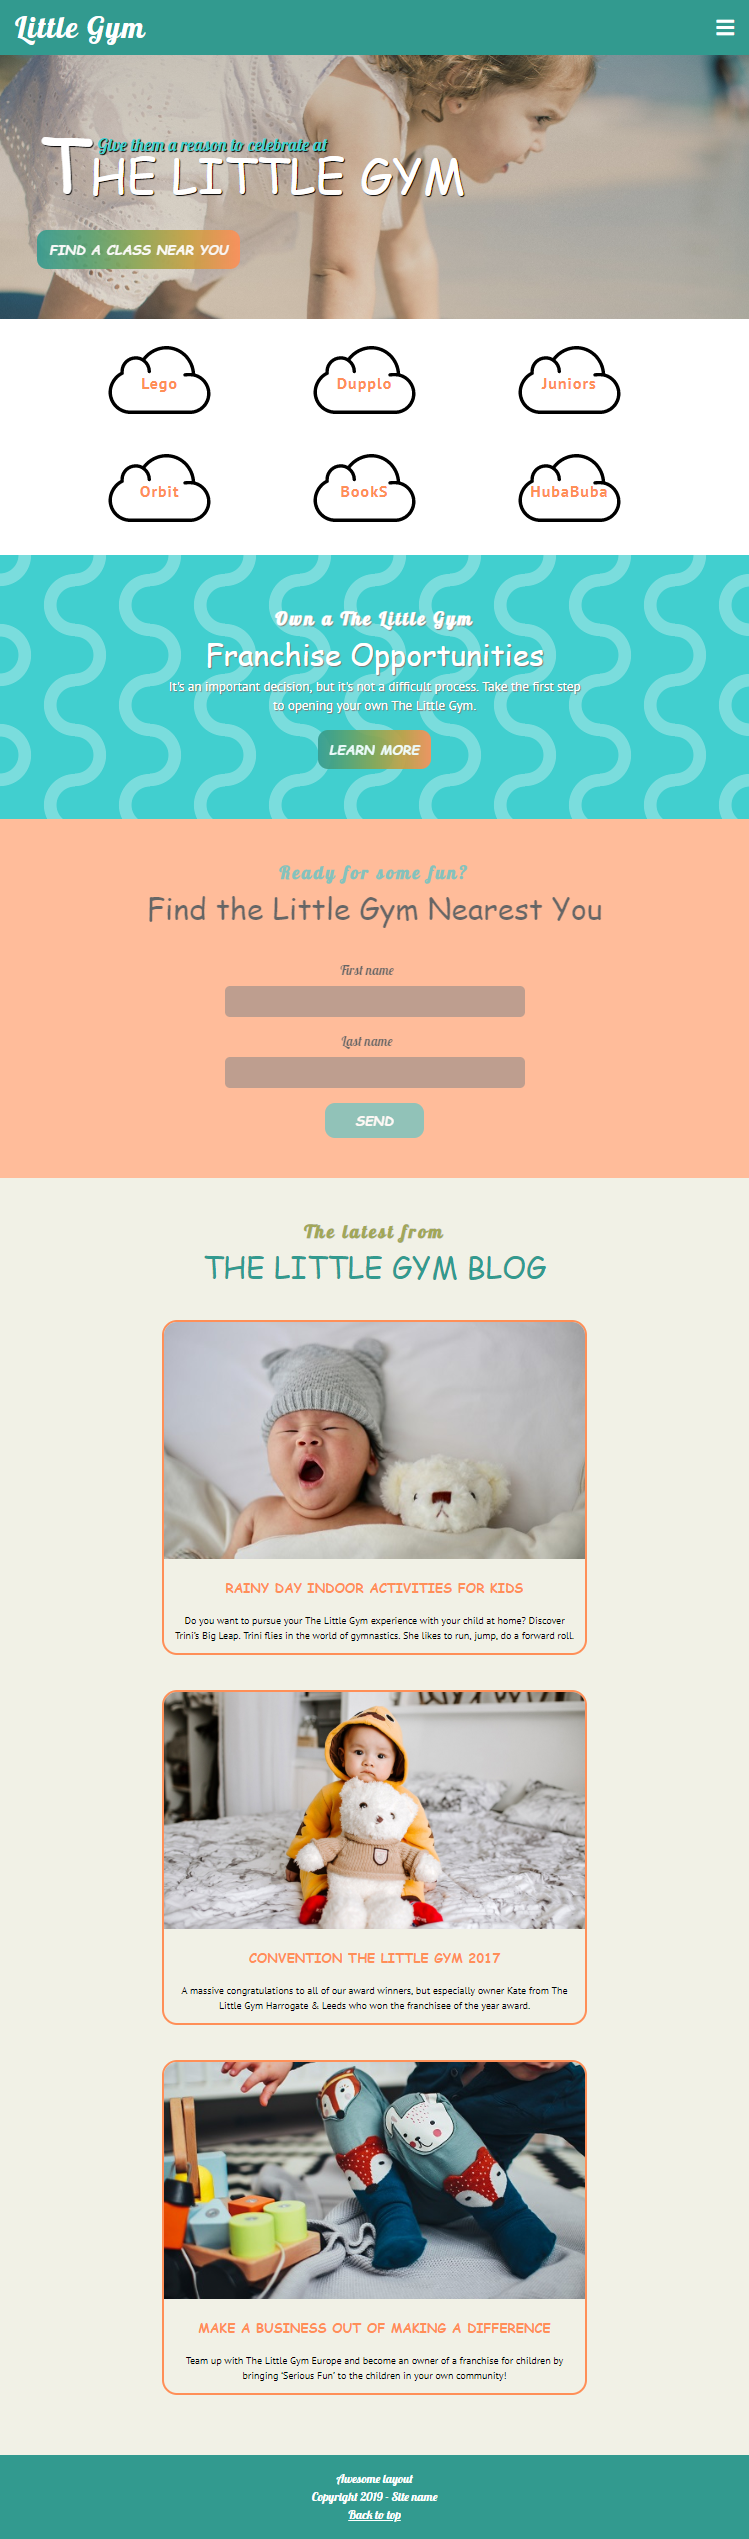 Little Gym
Give them a reason to celebrate at
THE LITTLE GYM
FIND A CLASS NEAR YOU
Lego
Dupplo
Juniors
Orbit
BookS
HubaBuba
Own a The Little Gym
Franchise Opportunities
It's an important decision, but it's not a difficult process. Take the first step
to opening your own The Little Gym.
LEARN MORE
Ready for some fun?
Find the Little Gym Nearest You
First name
Last name
SEND
The latest from
THE LITTLE GYM BLOG
RAINY DAY INDOOR ACTIVITIES FOR KIDS
Do you want to pursue your The Little Gym experience with your child at home? Discover
Trini's Big Leap. Trini flies in the world of gymnastics. She likes to run, jump, do a forward roll.
CONVENTION THE LITTLE GYM 2017
A massive congratulations to all of our award winners, but especially owner Kate from The
Little Gym Harrogate & Leeds who won the franchisee of the year award.
MAKE A BUSINESS OUT OF MAKING A DIFFERENCE
Team up with The Little Gym Europe and become an owner of a franchise for children by
bringing ‘Serious Fun’ to the children in your own community!
Awesome layout
Copyright 2019 - Site name
Back to top